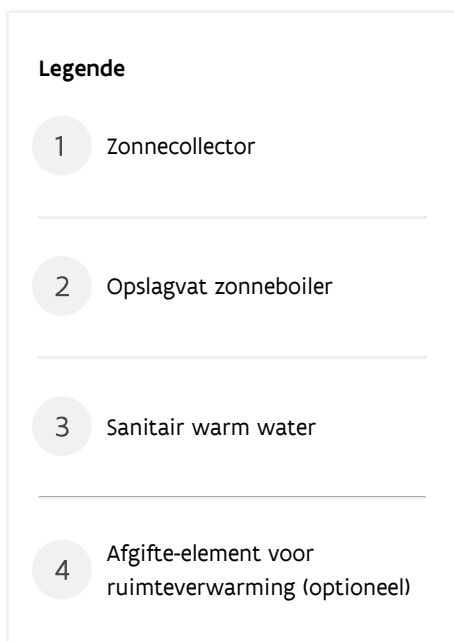 Legende
1 Zonnecollector
2 Opslagvat zonneboiler
3 Sanitair warm water
4 Afgifte-element voor
ruimteverwarming (optioneel)